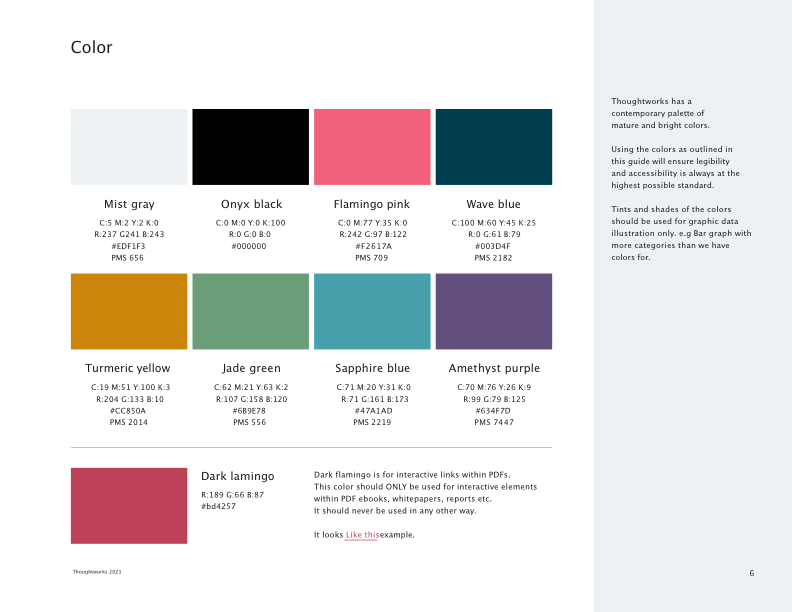 Color
Thoughtworks has a
contemporary palette of
mature and bright colors.
Using the colors as outlined in
this guide will ensure legibility
and accessibility is always at the
highest possible standard.
Tints and shades of the colors
should be used for graphic data
illustration only. e.g Bar graph with
more categories than we have
colors for.
Mist gray
C:5 M:2 Y:2 K:0
R:237 G241 B:243
#EDF1F3
PMS 656
Onyx black
C:0 M:0 Y:0 K:100
R:0 G:0 B:0
#000000
Flamingo pink
C:0 M:77 Y:35 K:0
R:242 G:97 B:122
#F2617A
PMS 709
Wave blue
C:100 M:60 Y:45 K:25
R:0 G:61 B:79
#003D4F
PMS 2182
Turmeric yellow
C:19 M:51 Y:100 K:3
R:204 G:133 B:10
#CC850A
PMS 2014
Jade green
C:62 M:21 Y:63 K:2
R:107 G:158 B:120
#6B9E78
PMS 556
Sapphire blue
C:71 M:20 Y:31 K:0
R:71 G:161 B:173
#47A1AD
PMS 2219
Amethyst purple
C:70 M:76 Y:26 K:9
R:99 G:79 B:125
#634F7D
PMS 7447
Dark lamingo
R:189 G:66 B:87
#bd4257
Dark flamingo is for interactive links within PDFs.
This color should ONLY be used for interactive elements
within PDF ebooks, whitepapers, reports etc.
It should never be used in any other way.
It looks Like thisexample.
Thoughtworks 2021
6